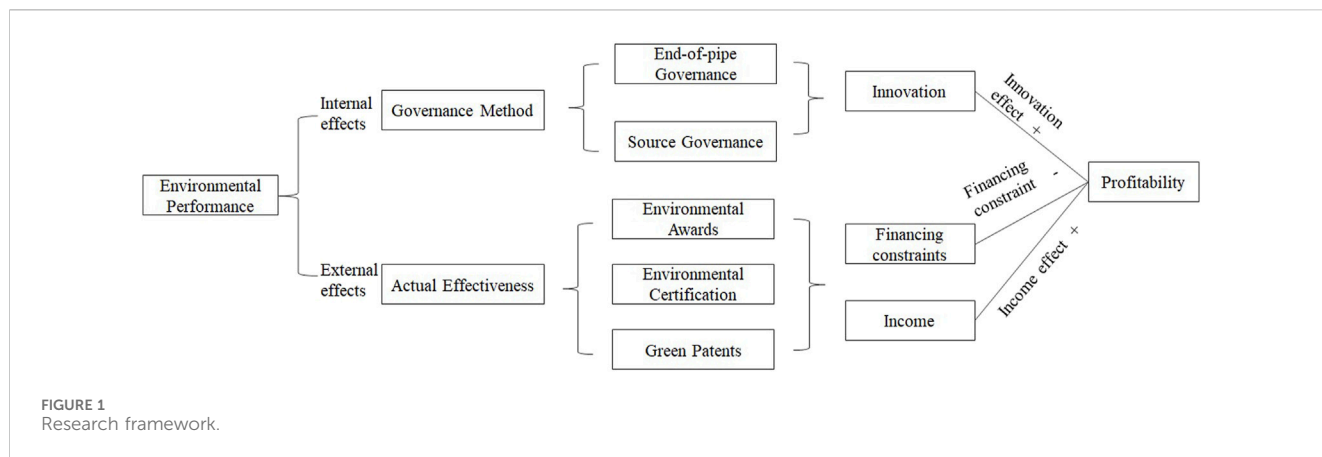 Environmental
Performance
Internal
effects
Governance Method
End-of-pipe
Governance
Source Governance
Innovation
Innovation
effect +
External
effects
Actual Effectiveness
Environmental
Awards
Environmental
Certification
Green Patents
Financing
constraints
Income
Financing -
constraint
Income effect +
Profitability
FIGURE 1
Research framework.